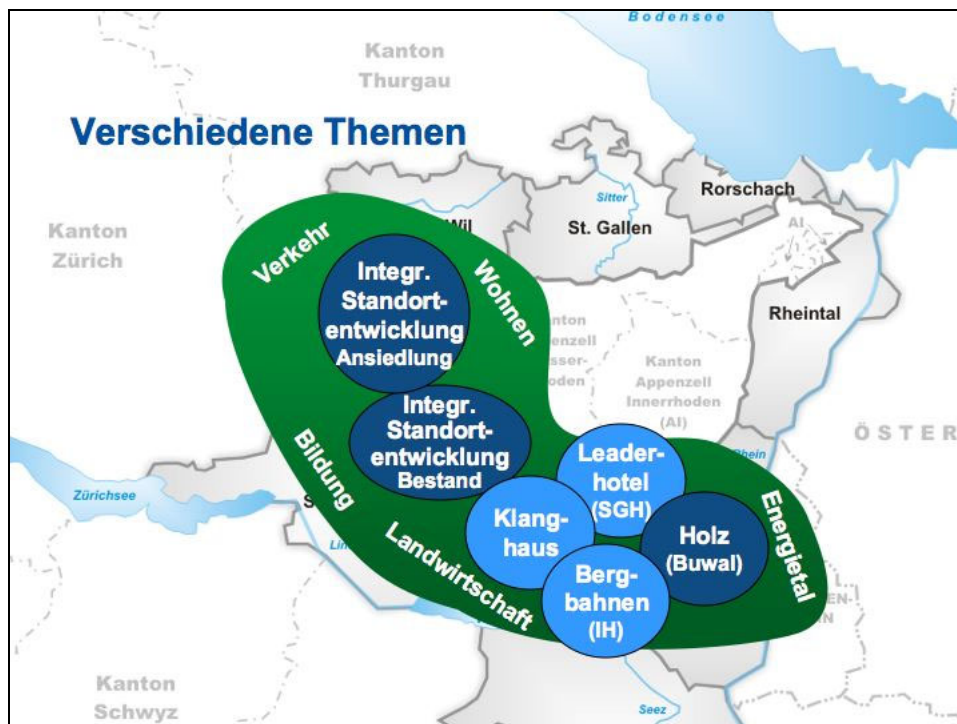 Bodensee
Kanton
Thurgau
Verschiedene Themen
Rorschach
Sitter
Wil
St. Gallen
AI
Kanton
Zürich
Verkehr
Wohnen
Integr.
Standort-
entwicklung
Ansiedlung
Rheintal
Kanton
Appenzell
Innerrhoden
(AI)
Integr.
Standort-
entwicklung
Bestand
Bildung
Leader-
hotel
(SGH)
Zürichsee
Klang-
haus
Holz
(Buwal)
Energietal
Landwirtschaft
Berg-
bahnen
(IH)
Kanton
Schwyz
Seez